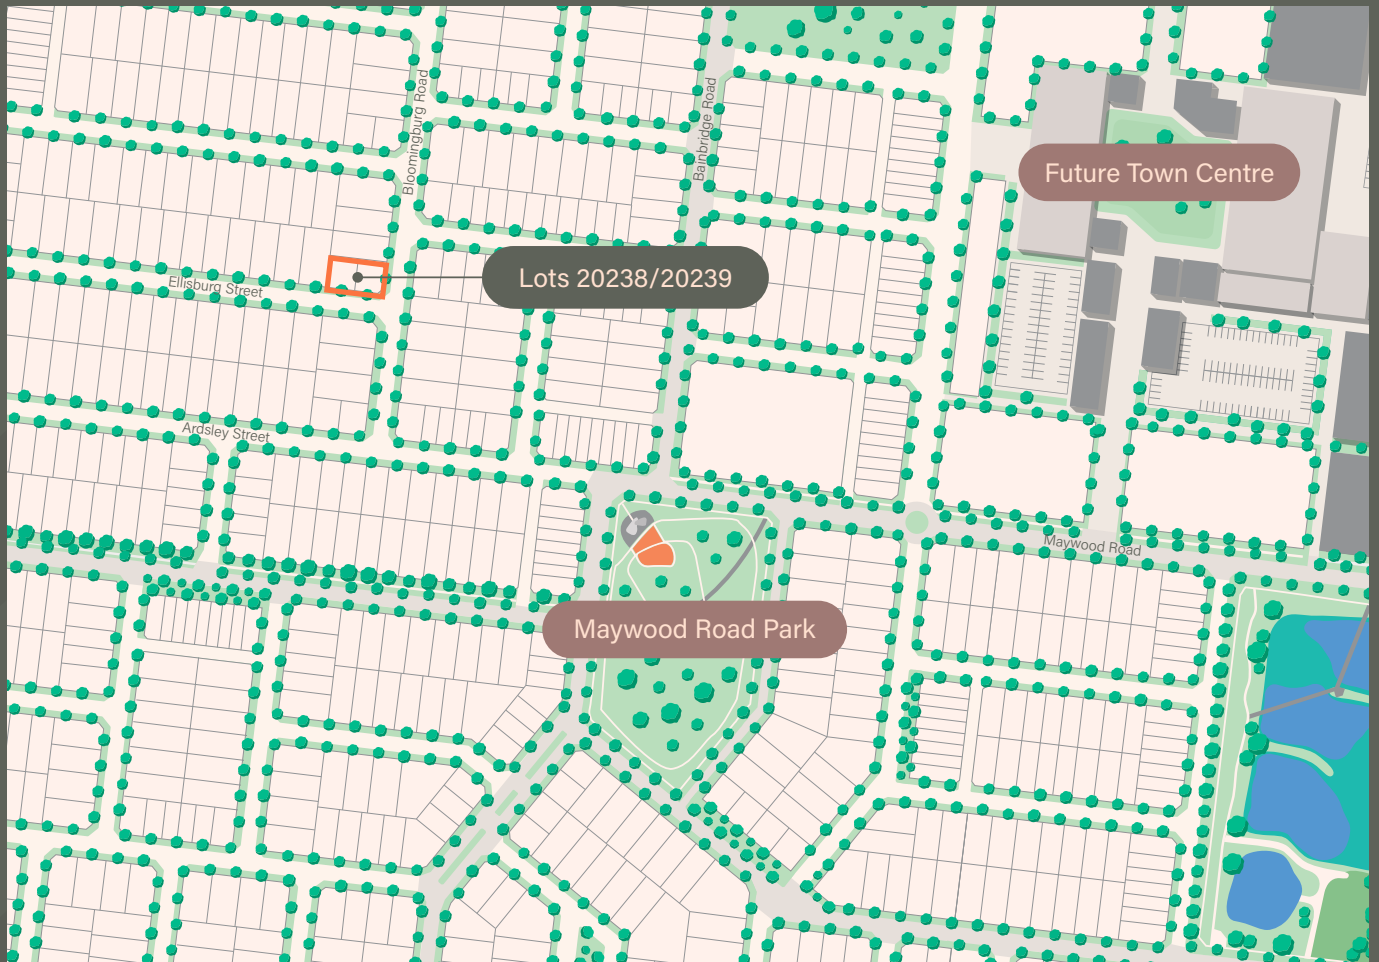 Bloomingburg Road
Bainbridge Road
Future Town Centre
Lots 20238/20239
Ellisburg Street
Ardsley Street
Maywood Road
Maywood Road Park